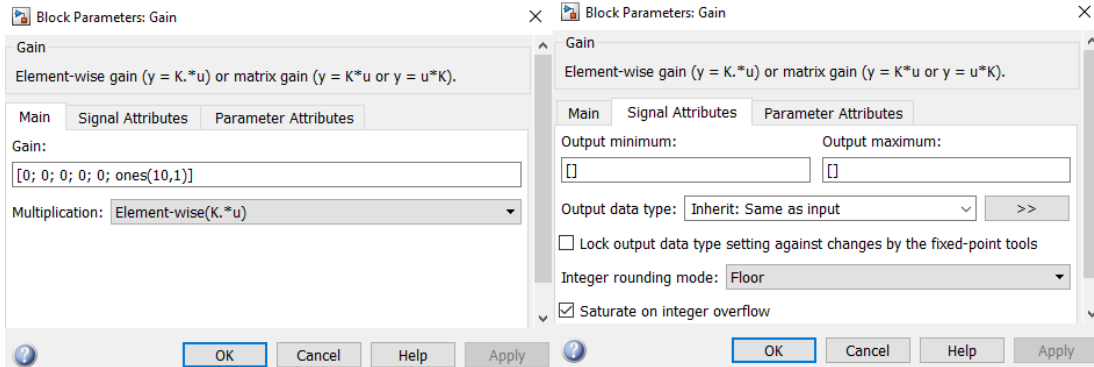 Block Parameters: Gain
Gain
Element-wise gain (y = K.*u) or matrix gain (y = K*u or y = u*K).
Main Signal Attributes Parameter Attributes
Gain:
[0; 0; 0; 0; 0; ones(10,1)]
Multiplication: Element-wise(K.*u)
OK Cancel Help Apply
Block Parameters: Gain
Gain
Element-wise gain (y = K.*u) or matrix gain (y = K*u or y = u*K).
Main Signal Attributes Parameter Attributes
Output minimum: Output maximum:
[] []
Output data type: Inherit: Same as input >>
Lock output data type setting against changes by the fixed-point tools
Integer rounding mode: Floor
Saturate on integer overflow
OK Cancel Help Apply